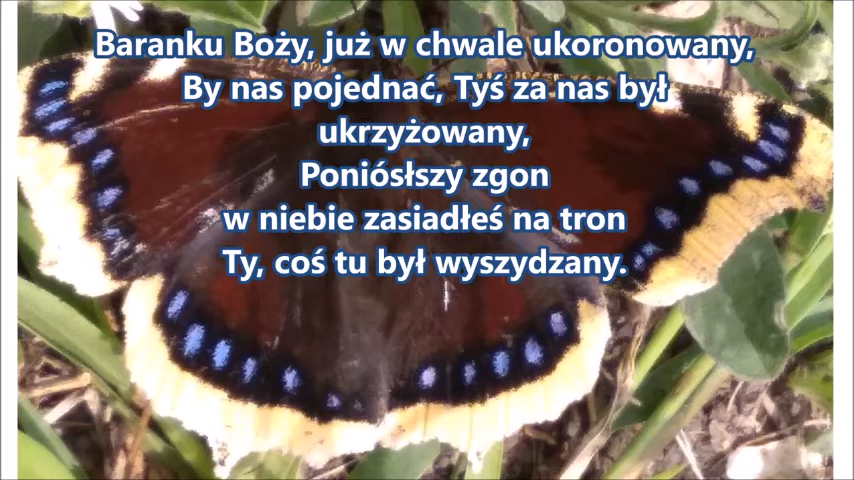 Baranku Boży, już w chwale ukoronowany,
By nas pojednać, Tyś za nas był
ukrzyżowany,
Poniósłszy zgon
w niebie zasiadłeś na tron
Ty, coś tu był wyszydzany.